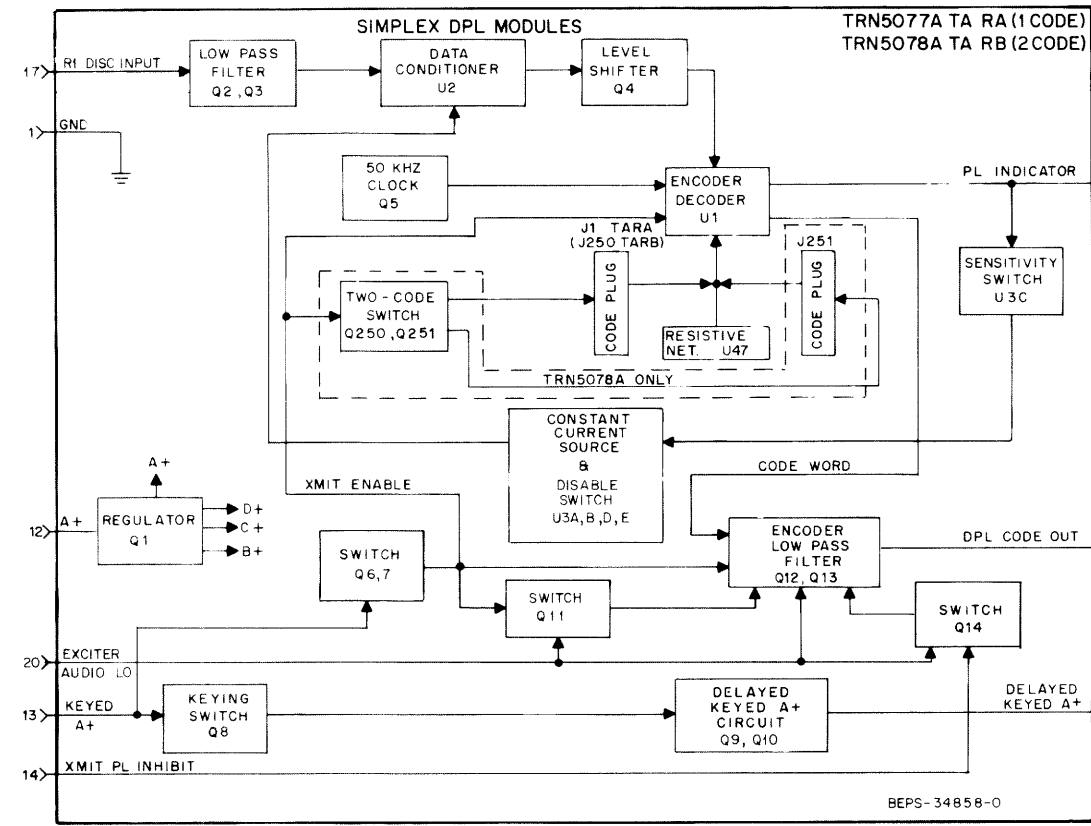 SIMPLEX DPL MODULES
TRN5077A TA RA (1 CODE)
TRN5078A TA RB (2 CODE)
17
R1 DISC INPUT
LOW PASS
FILTER
Q2, Q3
DATA
CONDITIONER
U2
LEVEL
SHIFTER
Q4
1
GND
50 KHZ
CLOCK
Q5
ENCODER
DECODER
U1
PL INDICATOR
J1 TARA
(J250 TARB)
J251
SENSITIVITY
SWITCH
U3C
TWO-CODE
SWITCH
Q250, Q251
CODE PLUG
CODE PLUG
RESISTIVE
NET. U47
TRN5078A ONLY
CONSTANT
CURRENT
SOURCE
&
DISABLE
SWITCH
U3A, B, D, E
CODE WORD
XMIT ENABLE
A+
12
A+
REGULATOR
Q1
D+
C+
B+
SWITCH
Q6,7
ENCODER
LOW PASS
FILTER
Q12, Q13
DPL CODE OUT
SWITCH
Q11
SWITCH
Q14
20
EXCITER
AUDIO LO
13
KEYED
A+
KEYING
SWITCH
Q8
DELAYED
KEYED A+
CIRCUIT
Q9, Q10
DELAYED
KEYED A+
14
XMIT PL INHIBIT
BEPS-34858-O